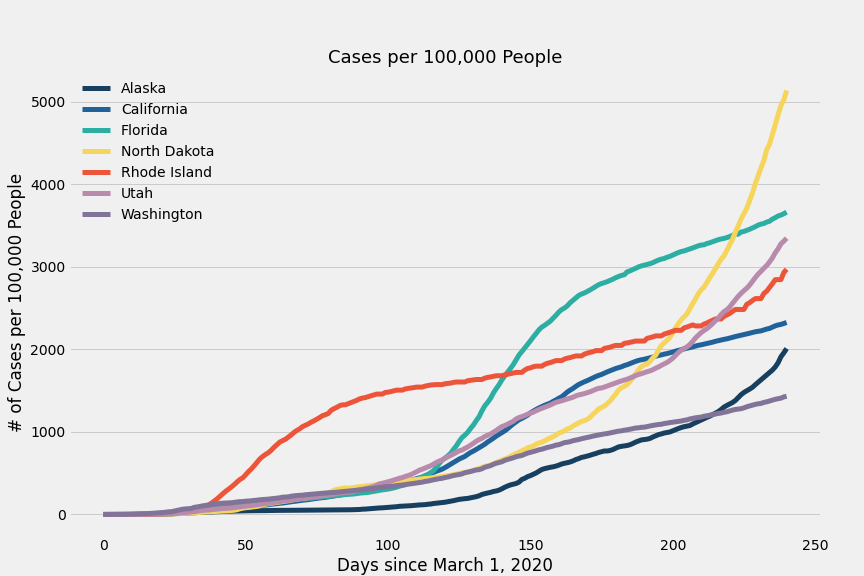 Cases per 100,000 People
Alaska
California
Florida
North Dakota
Rhode Island
Utah
Washington
# of Cases per 100,000 People
5000
4000
3000
2000
1000
0
0 50 100 150 200 250
Days since March 1, 2020